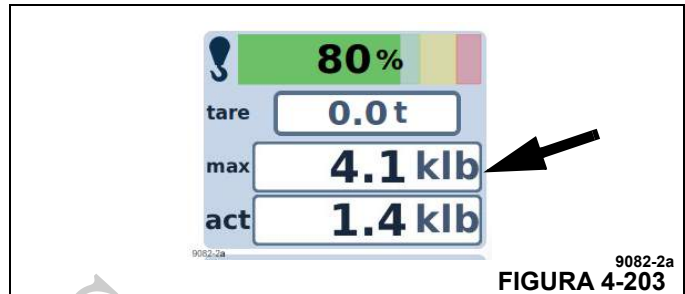 80%
tare 0.0 t
max 4.1 klb
act 1.4 klb
9082-2a
9082-2a
FIGURA 4-203